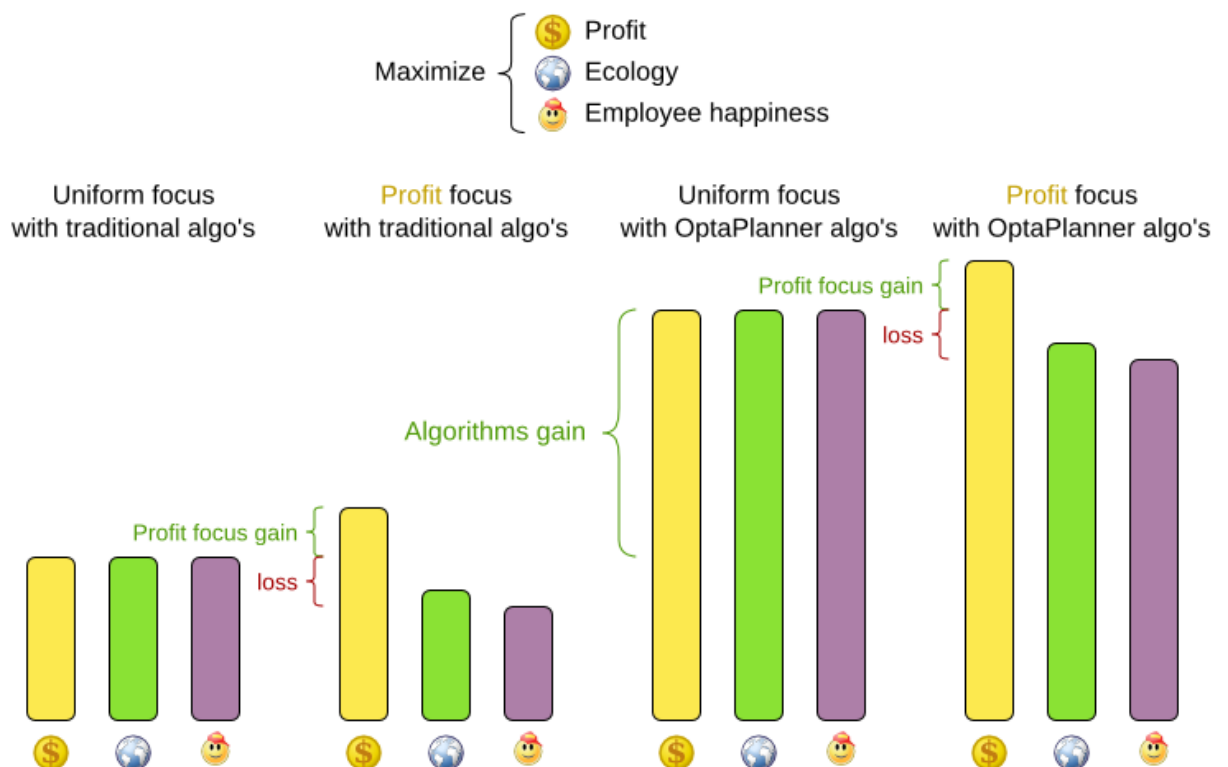 Profit
Maximize
Ecology
Employee happiness
Uniform focus
with traditional algo's
Profit focus
with traditional algo's
Uniform focus
with OptaPlanner algo's
Profit focus
with OptaPlanner algo's
Profit focus gain
loss
Algorithms gain
Profit focus gain
loss
$
$
$
$
$